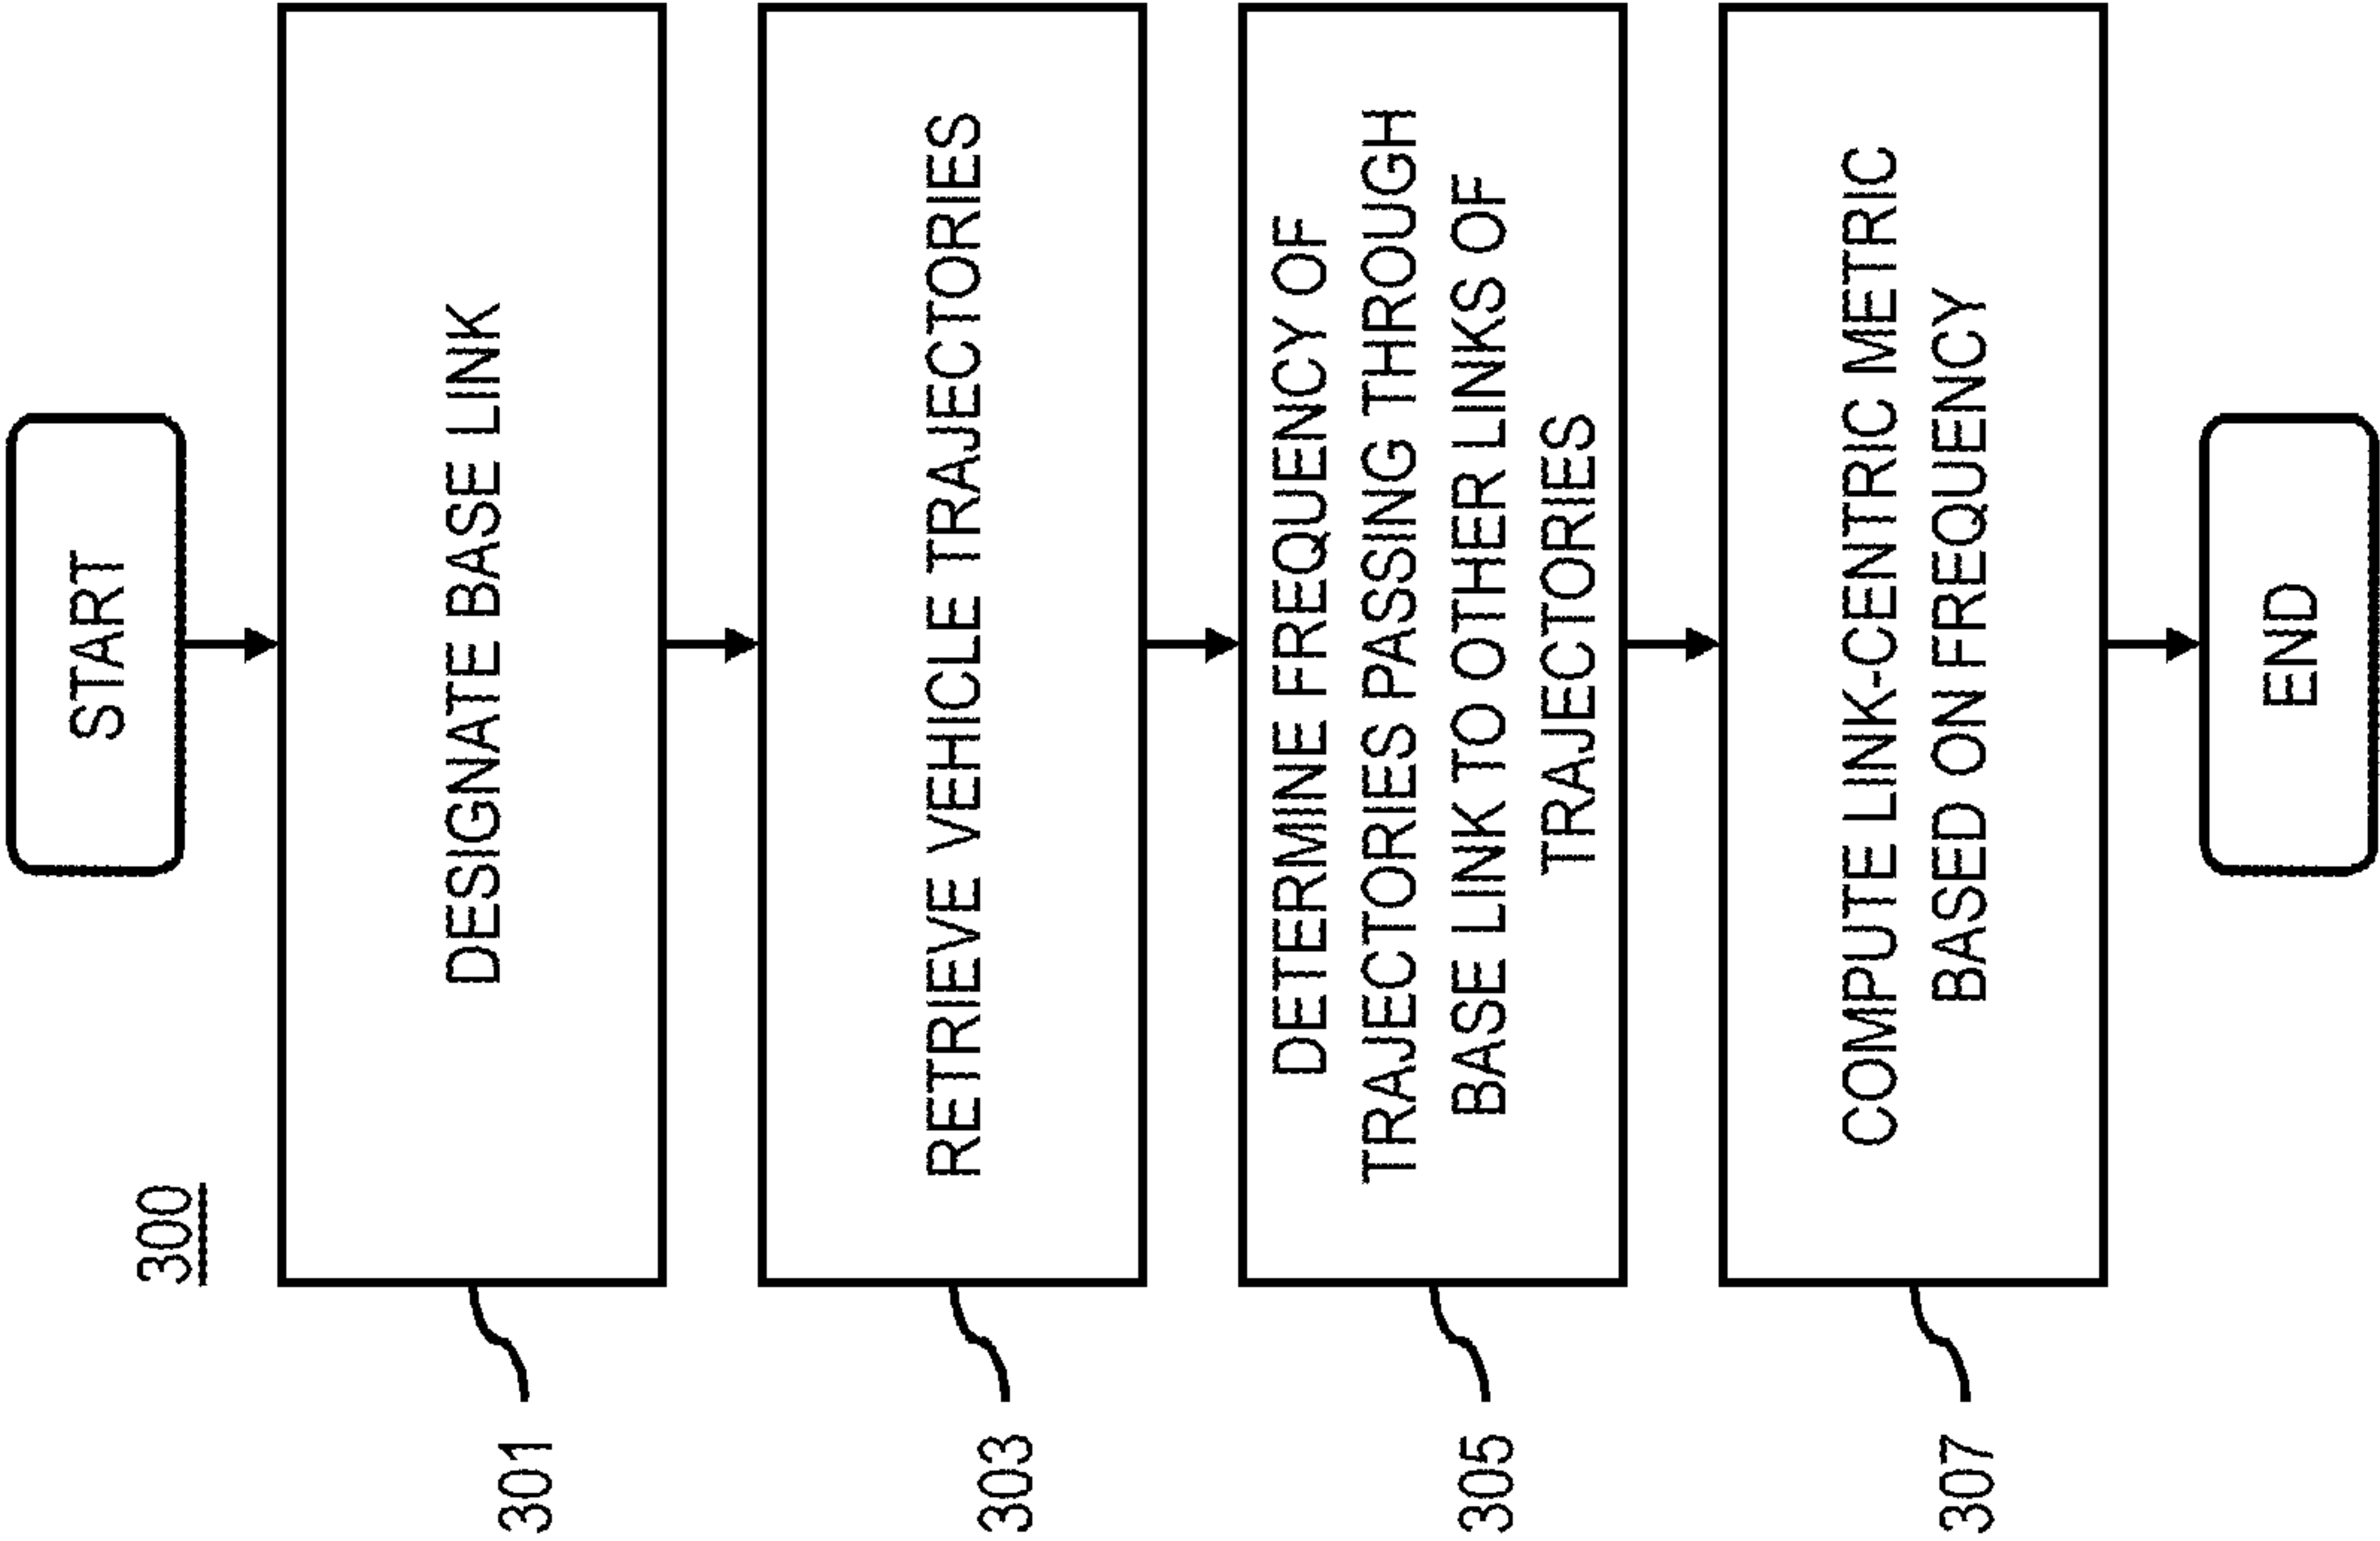 300
START
DESIGNATE BASE LINK
301
RETRIEVE VEHICLE TRAJECTORIES
303
DETERMINE FREQUENCY OF
TRAJECTORIES PASSING THROUGH
BASE LINK TO OTHER LINKS OF
TRAJECTORIES
305
COMPUTE LINK-CENTRIC METRIC
BASED ON FREQUENCY
307
END